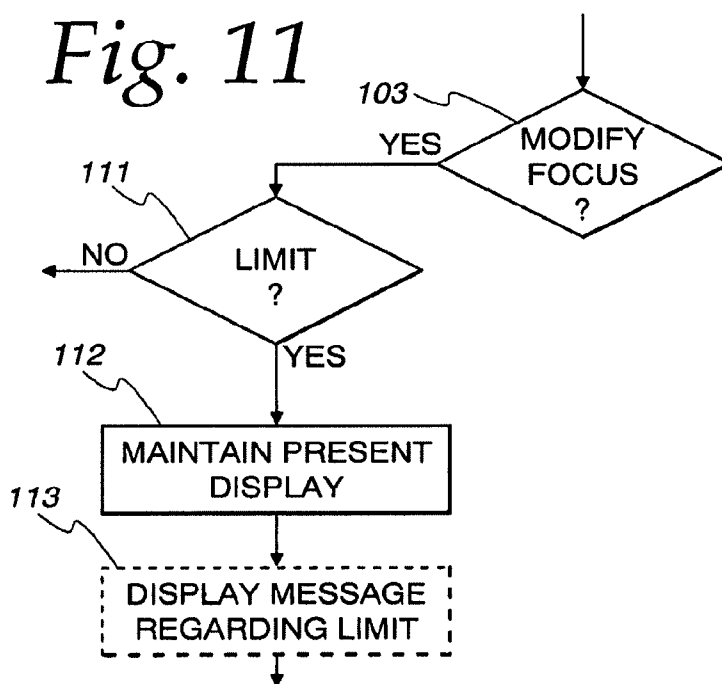 Fig. 11
103
YES
MODIFY
FOCUS
?
111
NO
LIMIT
?
YES
112
MAINTAIN PRESENT
DISPLAY
113
DISPLAY MESSAGE
REGARDING LIMIT